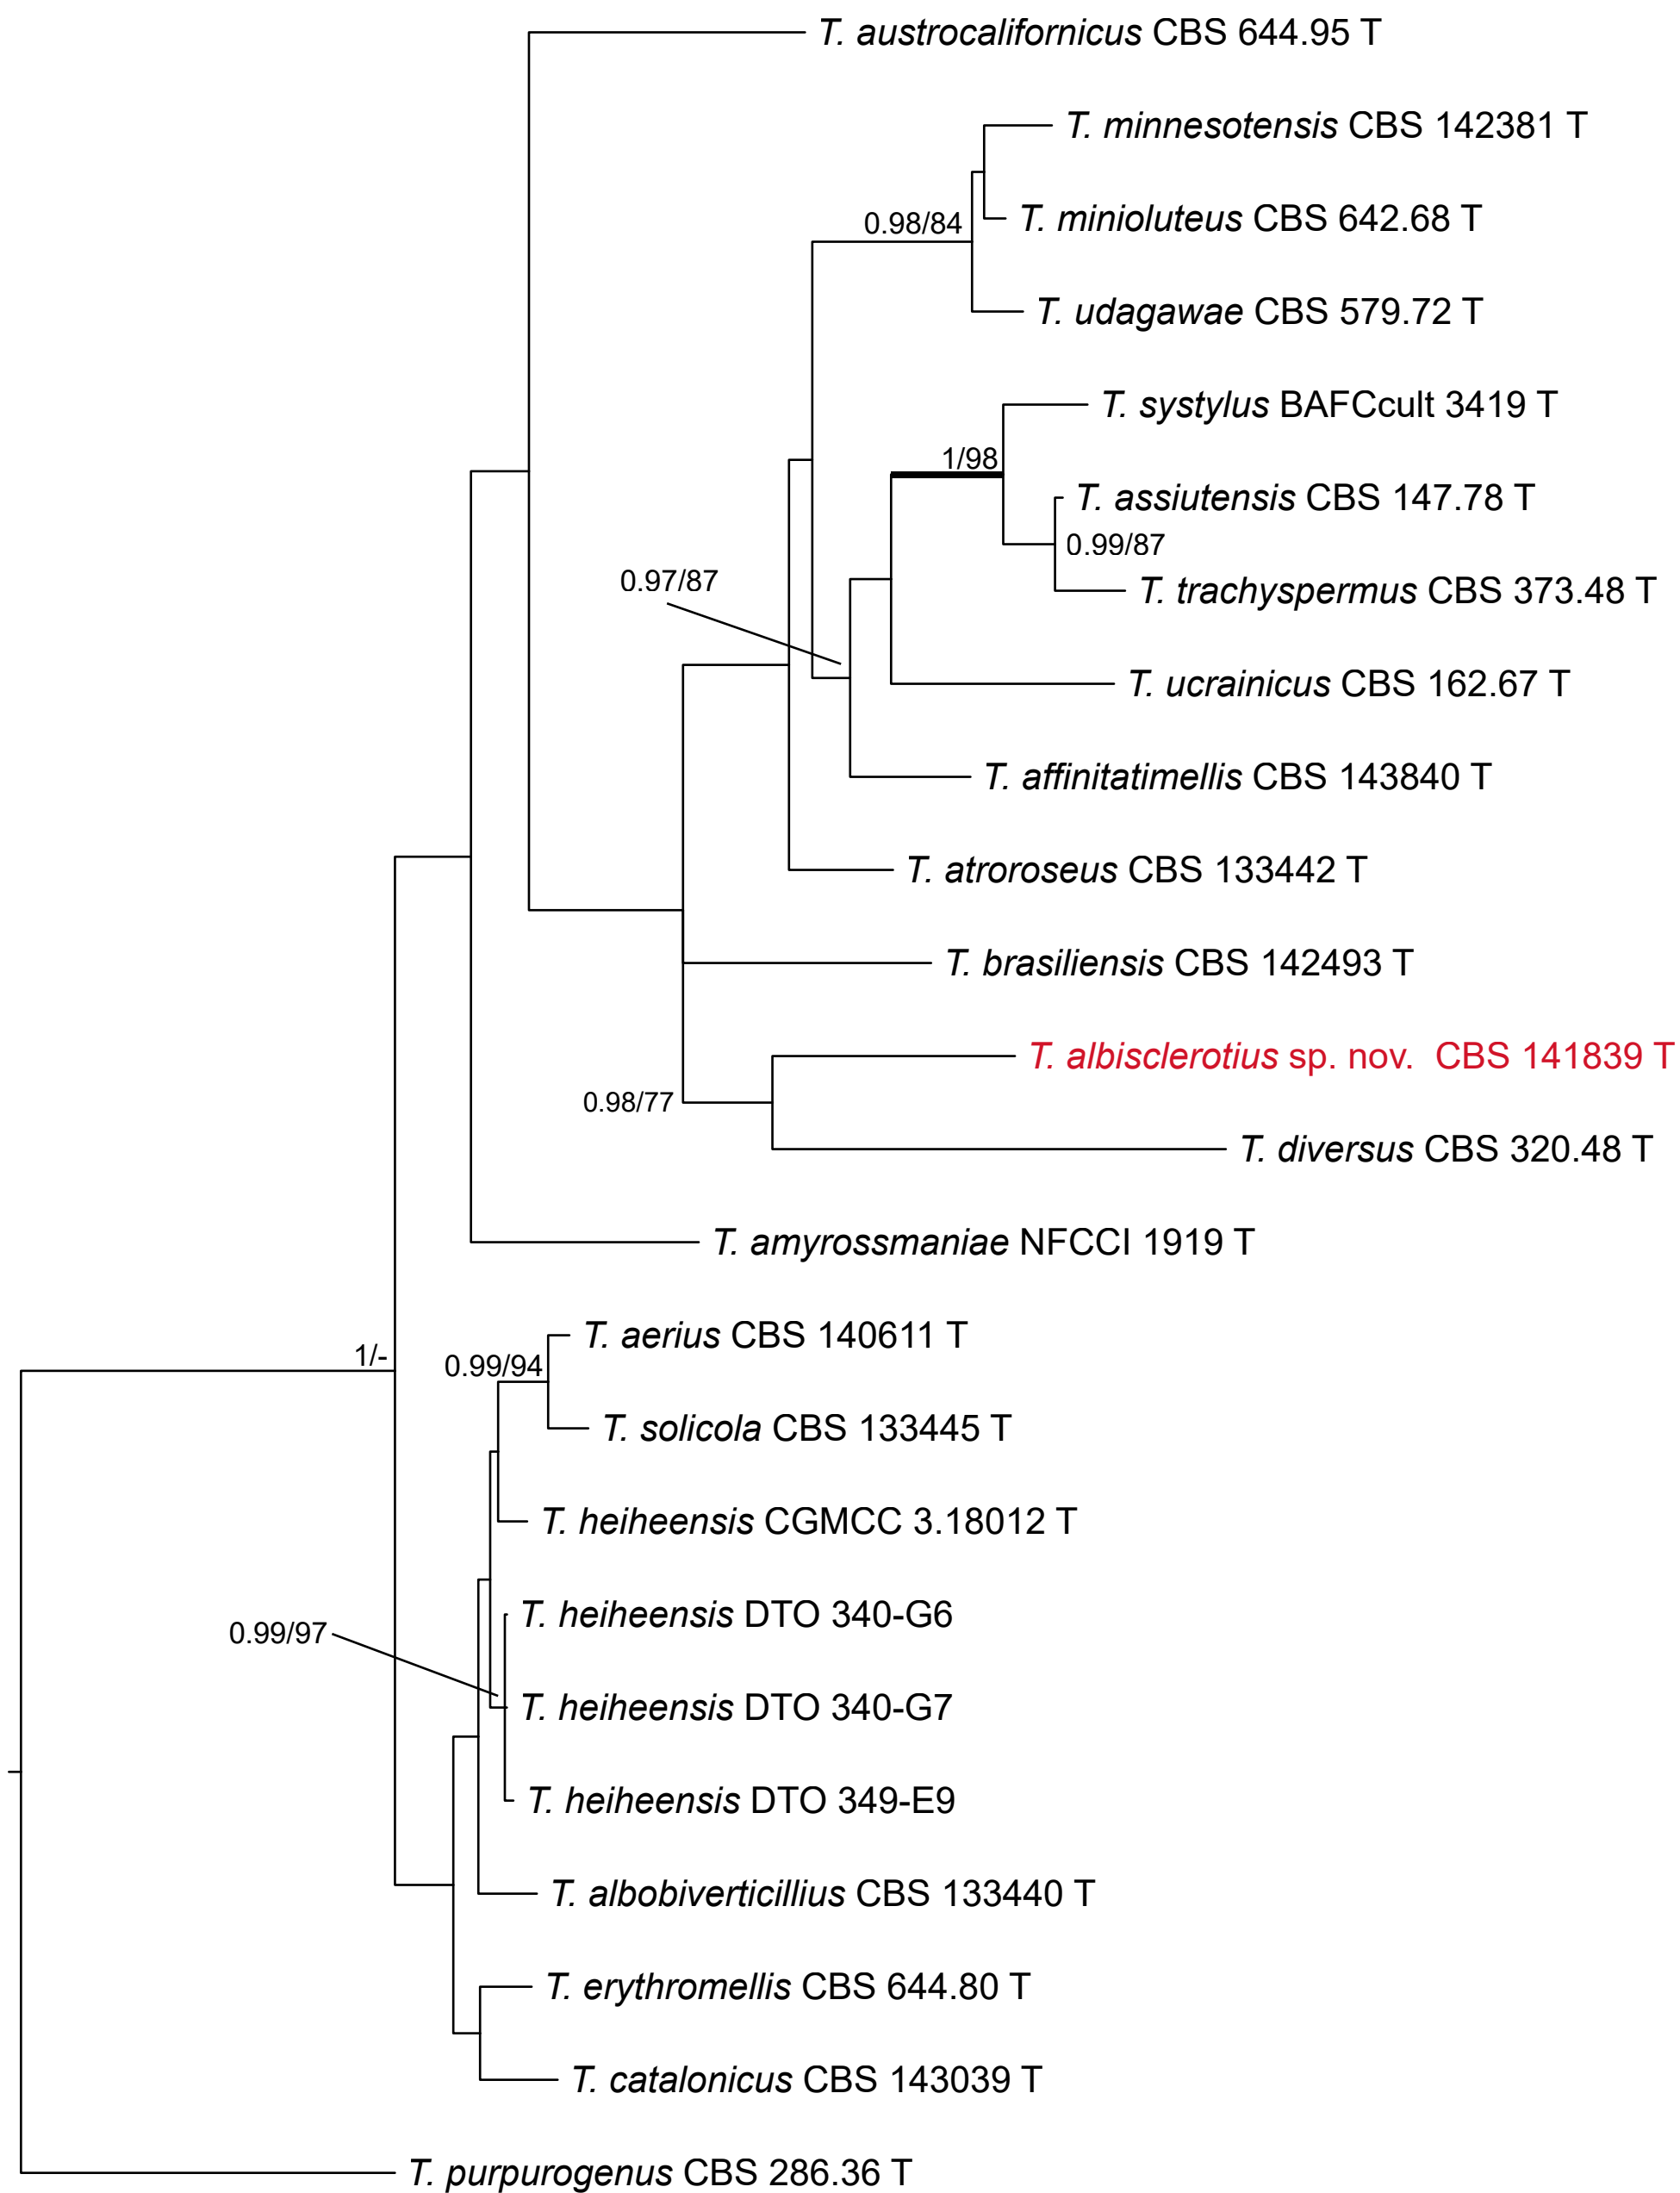 T. austrocalifornicus CBS 644.95 T
T. minnesotensis CBS 142381 T
T. minioluteus CBS 642.68 T
0.98/84
T. udagawae CBS 579.72 T
T. systylus BAFCcult 3419 T
1/98
T. assiutensis CBS 147.78 T
0.99/87
0.97/87
T. trachyspermus CBS 373.48 T
T. ucrainicus CBS 162.67 T
T. affinitatimellis CBS 143840 T
T. atroroseus CBS 133442 T
T. brasiliensis CBS 142493 T
T. albisclerotius sp. nov. CBS 141839 T
0.98/77
T. diversus CBS 320.48 T
T. amyrossmaniae NFCCI 1919 T
T. aerius CBS 140611 T
1/-
0.99/94
T. solicola CBS 133445 T
T. heiheensis CGMCC 3.18012 T
T. heiheensis DTO 340-G6
0.99/97
T. heiheensis DTO 340-G7
T. heiheensis DTO 349-E9
T. albobiverticillius CBS 133440 T
T. erythromellis CBS 644.80 T
T. catalonicus CBS 143039 T
T. purpurogenus CBS 286.36 T